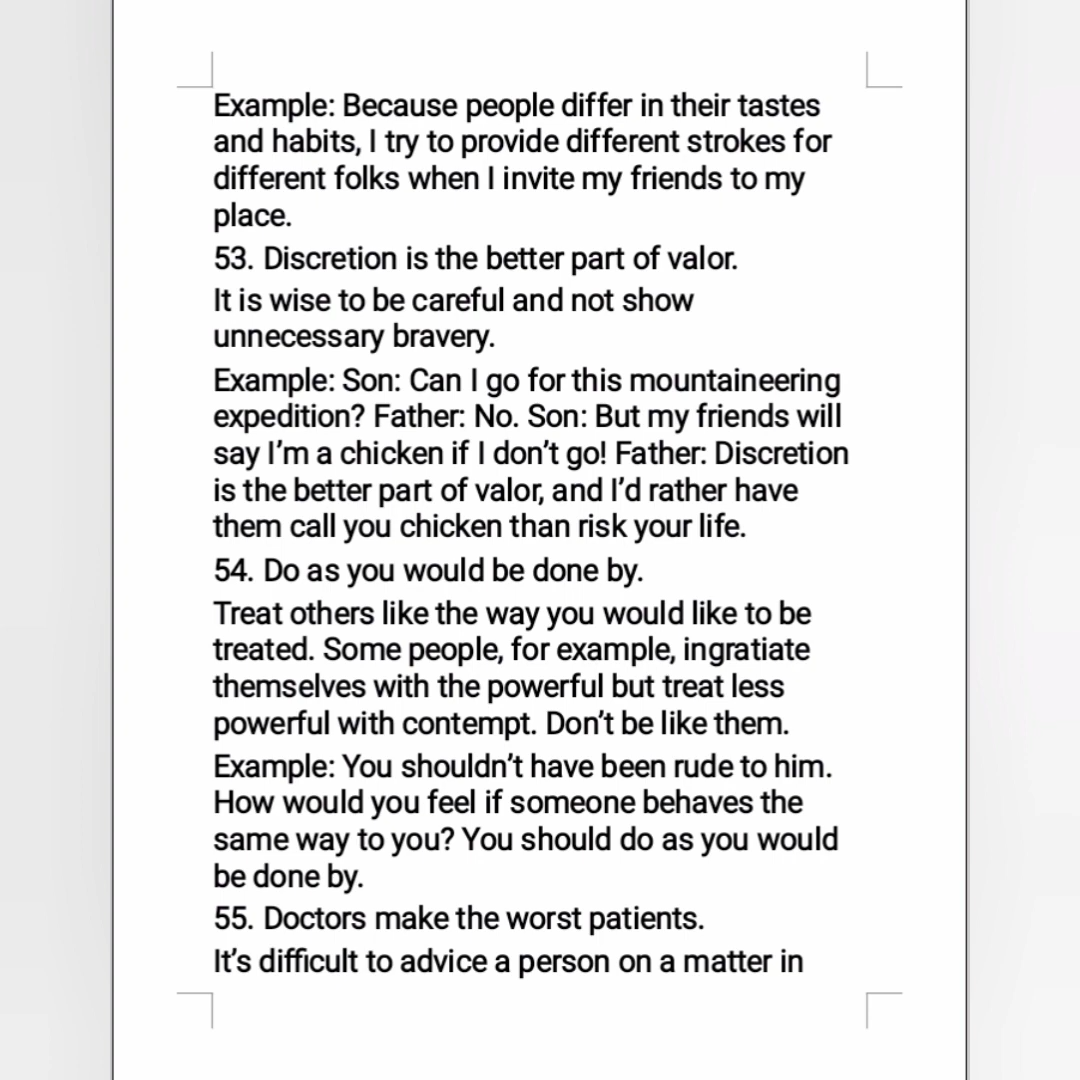 Example: Because people differ in their tastes
and habits, I try to provide different strokes for
different folks when I invite my friends to my
place.
53. Discretion is the better part of valor.
It is wise to be careful and not show
unnecessary bravery.
Example: Son: Can I go for this mountaineering
expedition? Father: No. Son: But my friends will
say I’m a chicken if I don’t go! Father: Discretion
is the better part of valor, and I’d rather have
them call you chicken than risk your life.
54. Do as you would be done by.
Treat others like the way you would like to be
treated. Some people, for example, ingratiate
themselves with the powerful but treat less
powerful with contempt. Don’t be like them.
Example: You shouldn’t have been rude to him.
How would you feel if someone behaves the
same way to you? You should do as you would
be done by.
55. Doctors make the worst patients.
It’s difficult to advice a person on a matter in